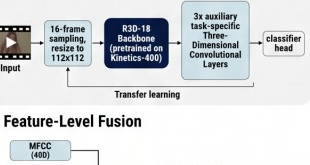 Input
16-frame
sampling,
resize to
112x112
R3D-18
Backbone
(pretrained on
Kinetics-400)
3x auxiliary
task-specific
Three-
Dimensional
Convolutional
Layers
classifier
head
Transfer learning
Feature-Level Fusion
MFCC
(40D)